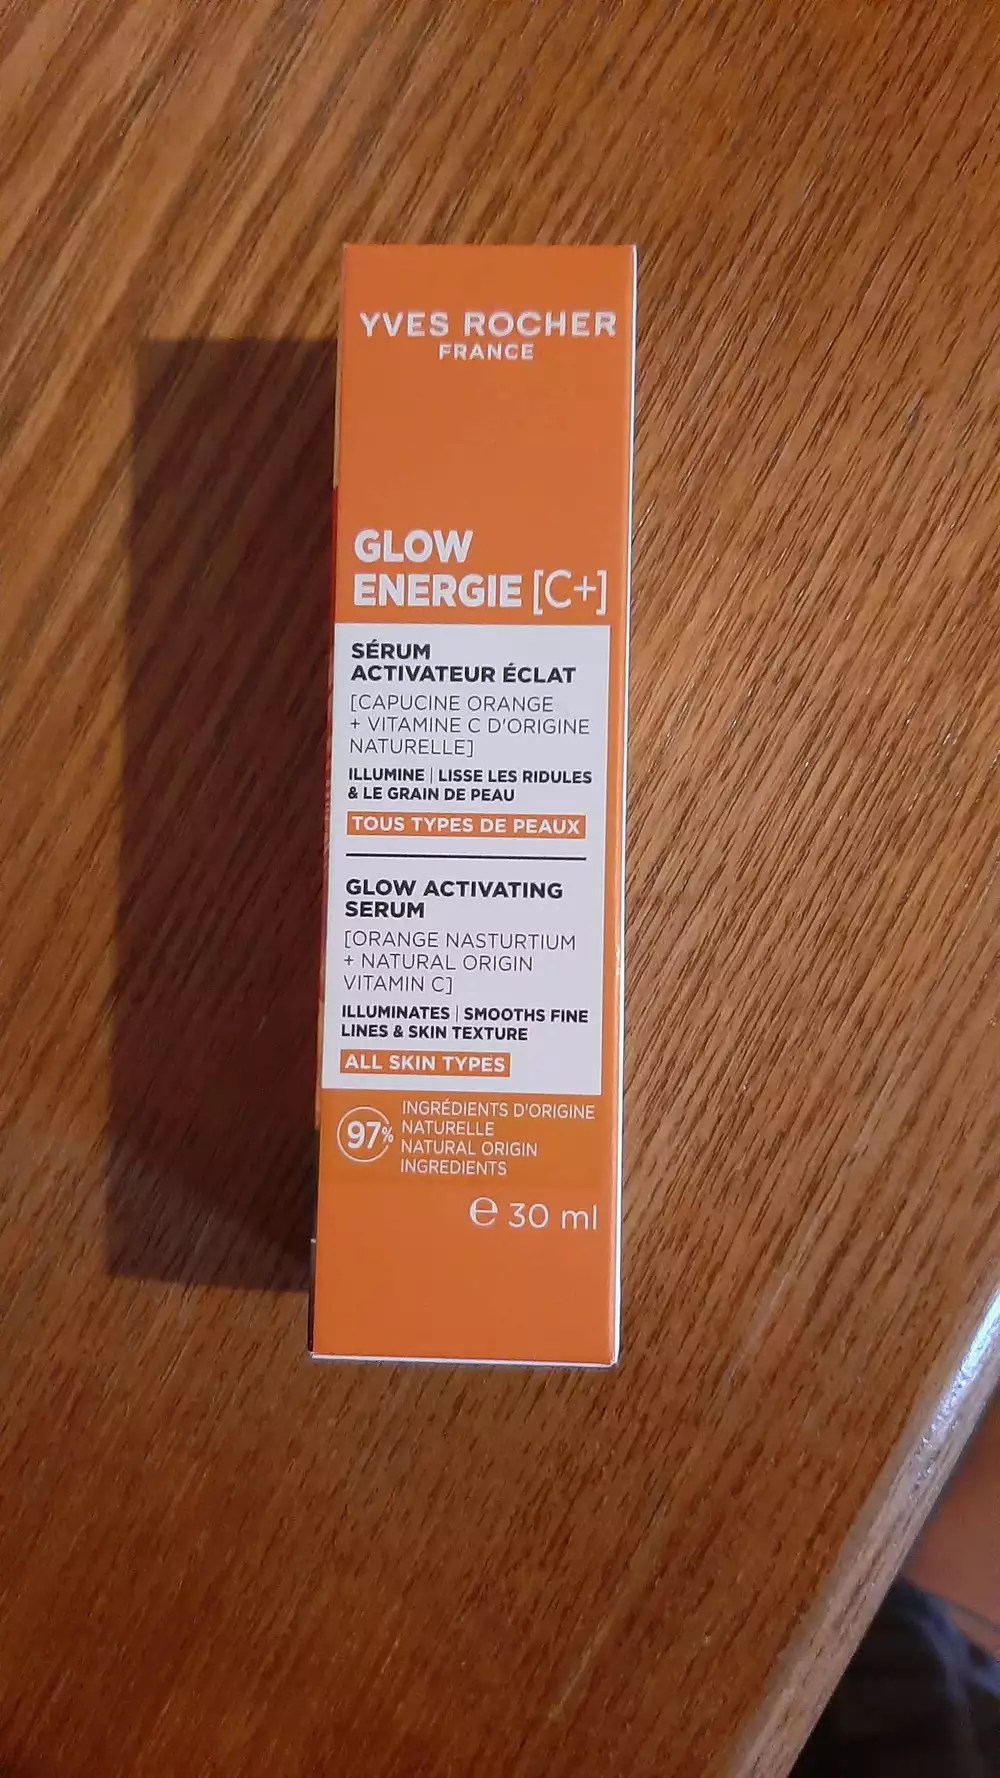 YVES ROCHER
FRANCE
GLOW
ENERGIE [C+]
SÉRUM
ACTIVATEUR ÉCLAT
[CAPUCINE ORANGE
+ VITAMINE C D'ORIGINE
NATURELLE]
ILLUMINE | LISSE LES RIDULES
& LE GRAIN DE PEAU
TOUS TYPES DE PEAUX
GLOW ACTIVATING
SERUM
[ORANGE NASTURTIUM
+ NATURAL ORIGIN
VITAMIN C]
ILLUMINATES | SMOOTHS FINE
LINES & SKIN TEXTURE
ALL SKIN TYPES
97%
INGRÉDIENTS D'ORIGINE
NATURELLE
NATURAL ORIGIN
INGREDIENTS
℮ 30 ml